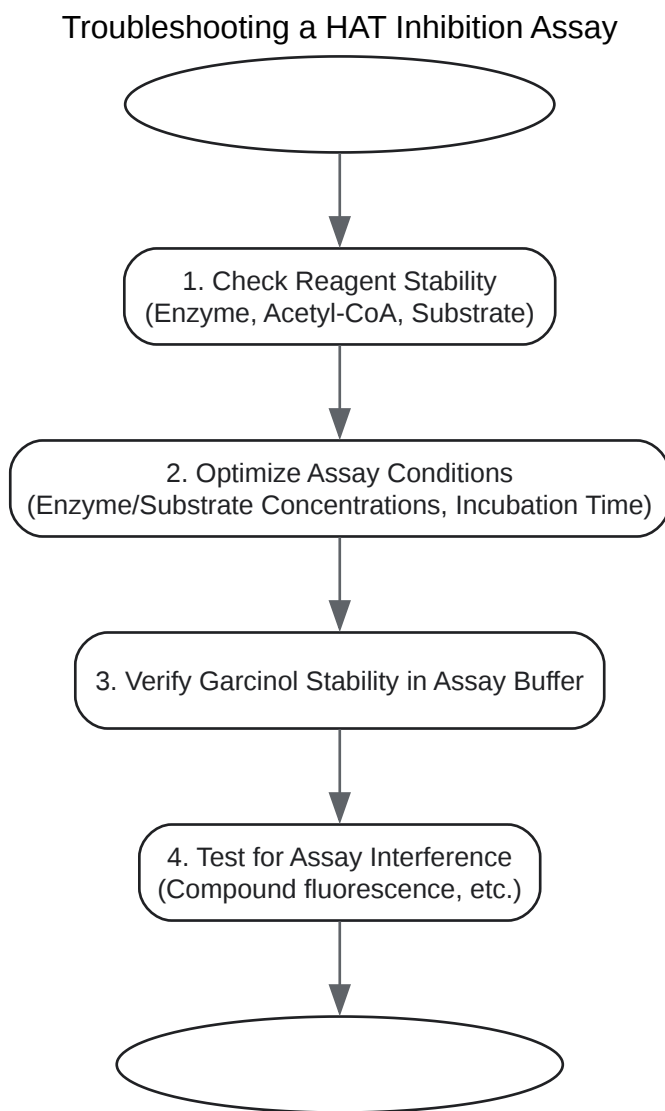 Troubleshooting a HAT Inhibition Assay
1. Check Reagent Stability
(Enzyme, Acetyl-CoA, Substrate)
2. Optimize Assay Conditions
(Enzyme/Substrate Concentrations, Incubation Time)
3. Verify Garcinol Stability in Assay Buffer
4. Test for Assay Interference
(Compound fluorescence, etc.)